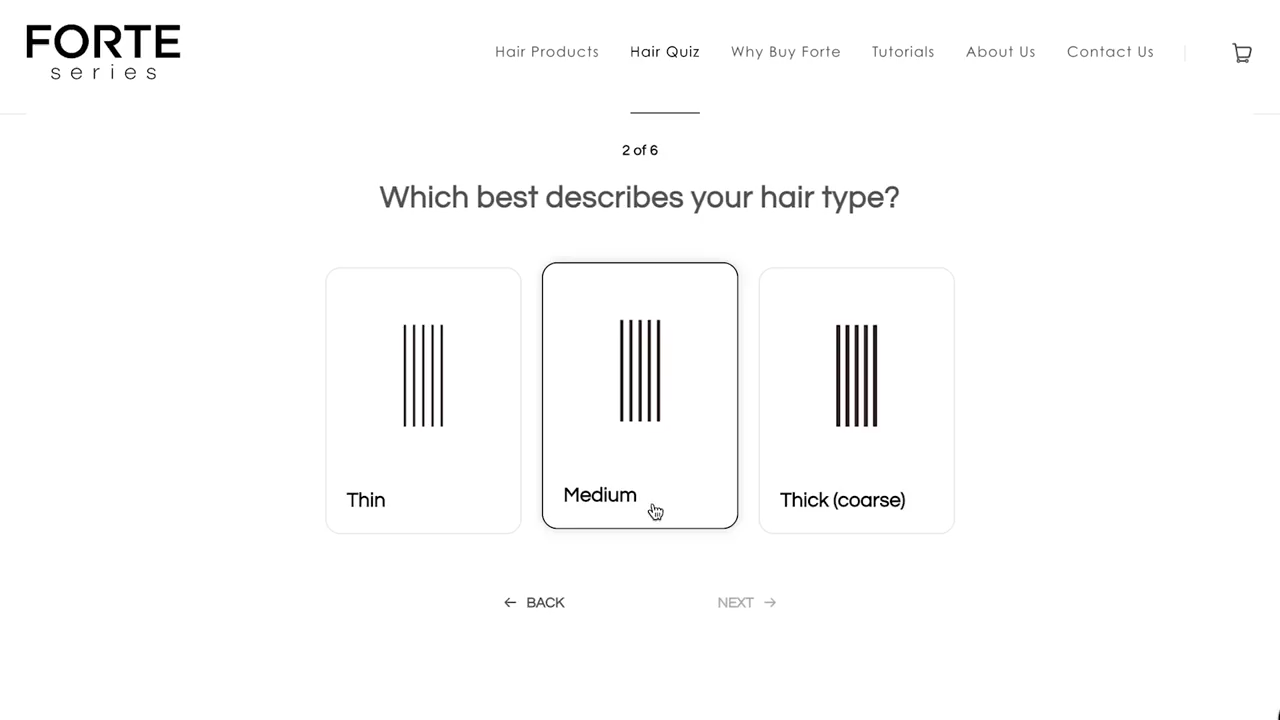 FORTE
series
Hair Products Hair Quiz Why Buy Forte Tutorials About Us Contact Us
2 of 6
Which best describes your hair type?
Thin
Medium
Thick (coarse)
← BACK
NEXT →